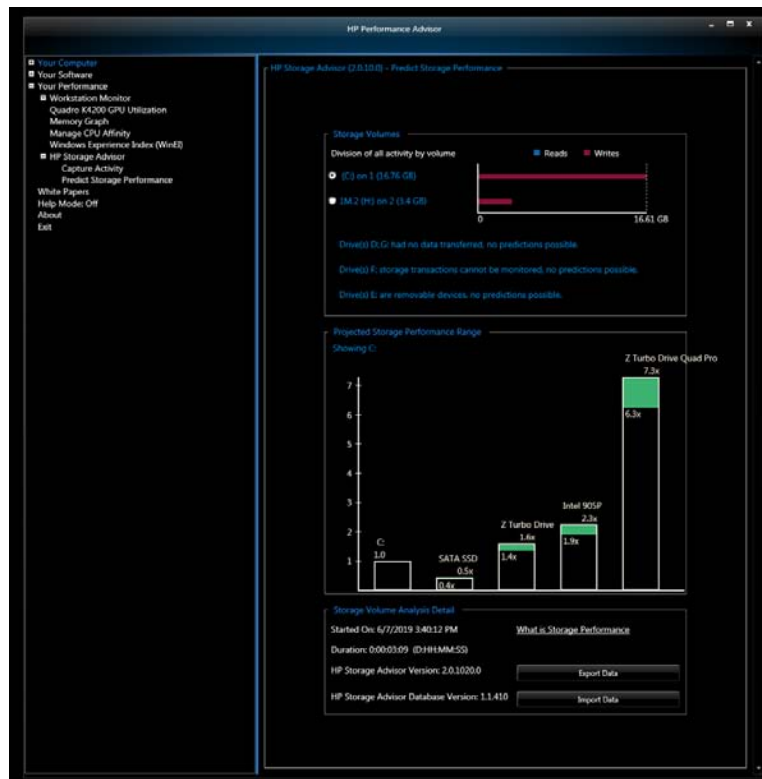 HP Performance Advisor
Your Computer
Your Software
Your Performance
Workstation Monitor
Quadro K4200 GPU Utilization
Memory Graph
Manage CPU Affinity
Windows Experience Index (WinEI)
HP Storage Advisor
Capture Activity
Predict Storage Performance
White Papers
Help Mode: Off
About
Exit
HP Storage Advisor (2.0.10.0) - Predict Storage Performance
Storage Volumes
Division of all activity by volume
Reads Writes
(C:) on 1 (16.76 GB)
1M.2 (H:) on 2 (3.4 GB)
0 16.61 GB
Drive(s) D:,G: had no data transferred, no predictions possible.
Drive(s) F: storage transactions cannot be monitored, no predictions possible.
Drive(s) E: are removable devices, no predictions possible.
Projected Storage Performance Range
Showing C:
Z Turbo Drive Quad Pro
7.3x
7
6
6.3x
5
4
3
Intel 905P
2.3x
2
Z Turbo Drive
1.6x
1.9x
C:
1.0
SATA SSD
1.4x
1
0.5x
0.4x
Storage Volume Analysis Detail
Started On: 6/7/2019 3:40:12 PM What is Storage Performance
Duration: 0:00:03:09 (D:HH:MM:SS)
HP Storage Advisor Version: 2.0.1020.0 Export Data
HP Storage Advisor Database Version: 1.1.410 Import Data